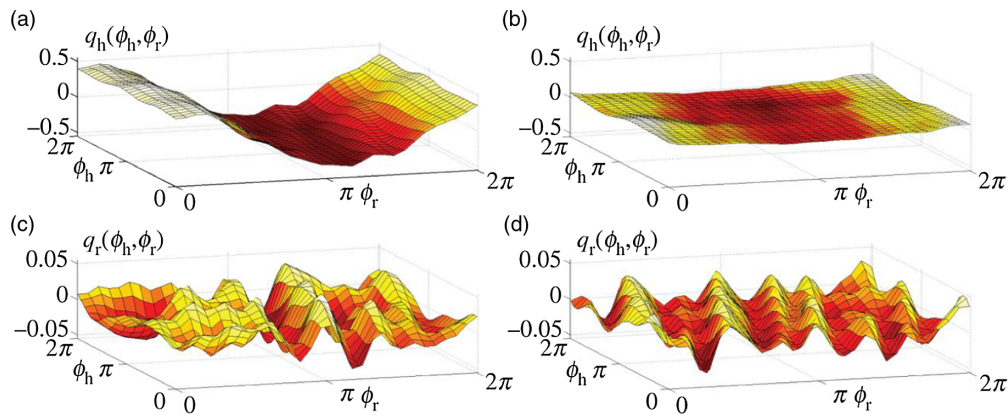 (a)
q_h(ϕ_h,ϕ_r)
0.5
0
−0.5
2π
ϕ_h π
0
0
π ϕ_r
2π
(b)
q_h(ϕ_h,ϕ_r)
0.5
0
−0.5
2π
ϕ_h π
0
0
π ϕ_r
2π
(c)
q_r(ϕ_h,ϕ_r)
0.05
0
−0.05
2π
ϕ_h π
0
0
π ϕ_r
2π
(d)
q_r(ϕ_h,ϕ_r)
0.05
0
−0.05
2π
ϕ_h π
0
0
π ϕ_r
2π